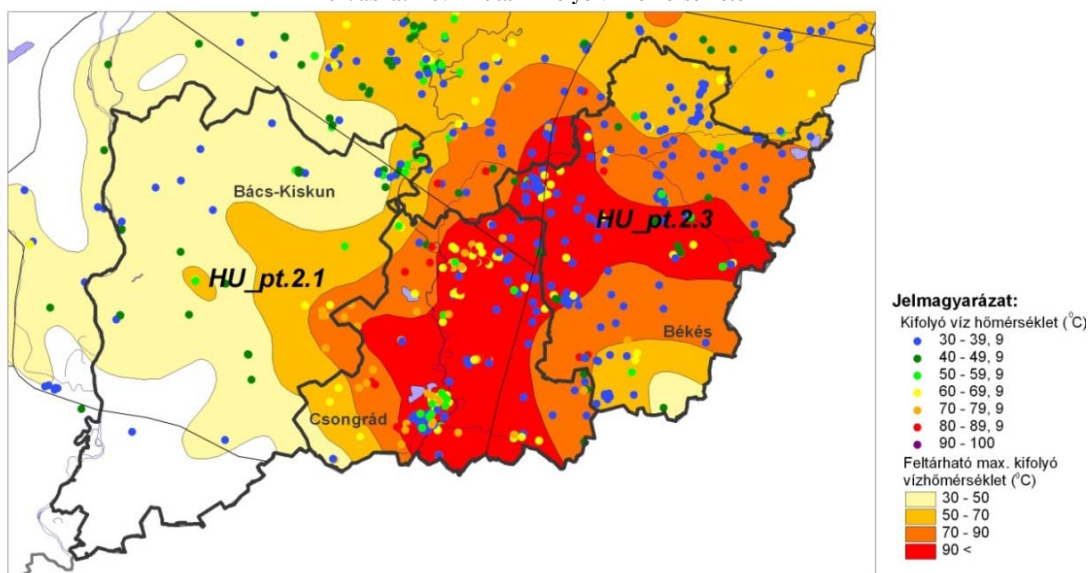 Bács-Kiskun
HU_pt.2.1
HU_pt.2.3
Békés
Csongrád
Jelmagyarázat:
Kifolyó víz hőmérséklet (°C)
30 - 39, 9
40 - 49, 9
50 - 59, 9
60 - 69, 9
70 - 79, 9
80 - 89, 9
90 - 100
Feltárható max. kifolyó
vízhőmérséklet (°C)
30 - 50
50 - 70
70 - 90
90 <